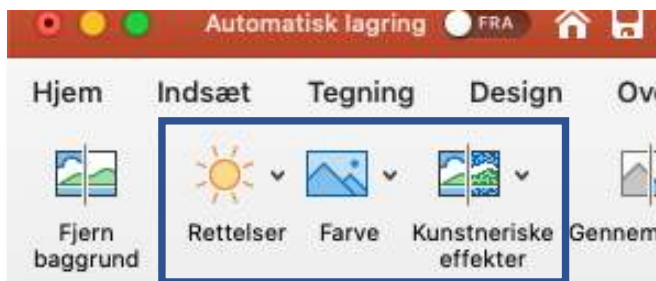 Automatisk lagring FRA
Hjem Indsæt Tegning Design
Fjern baggrund
Rettelser
Farve
Kunstneriske effekter